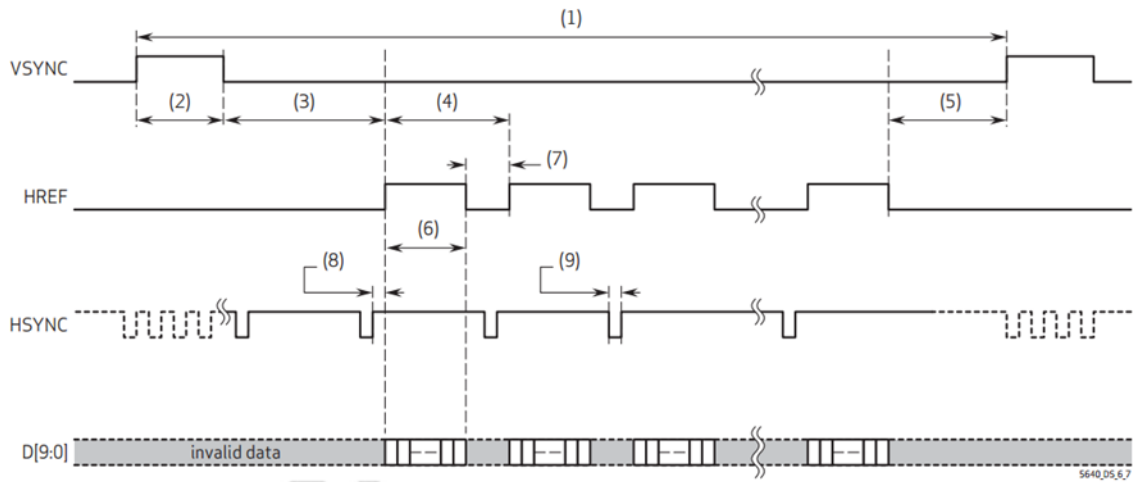 (1)
VSYNC
(2)
(3)
(4)
(5)
(7)
HREF
(6)
(8)
(9)
HSYNC
D[9:0]
invalid data
5640_DS_6_7